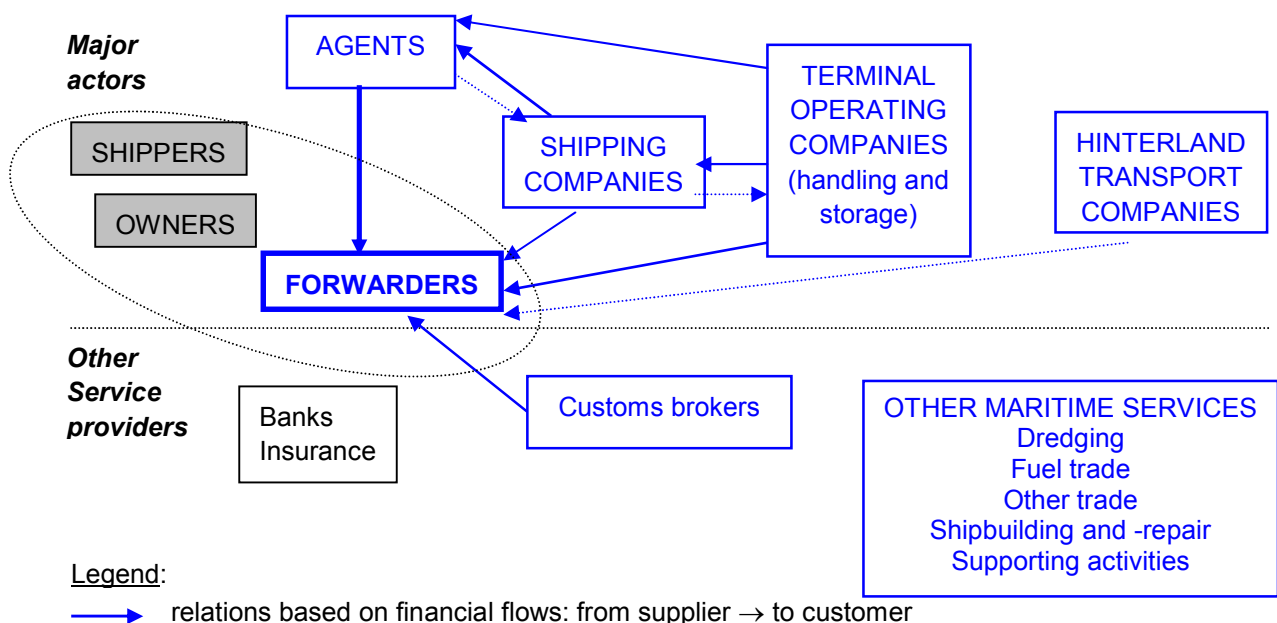 Major
actors
AGENTS
SHIPPERS
OWNERS
SHIPPING
COMPANIES
TERMINAL
OPERATING
COMPANIES
(handling and
storage)
HINTERLAND
TRANSPORT
COMPANIES
FORWARDERS
Other
Service
providers
Banks
Insurance
Customs brokers
OTHER MARITIME SERVICES
Dredging
Fuel trade
Other trade
Shipbuilding and -repair
Supporting activities
Legend:
relations based on financial flows: from supplier → to customer